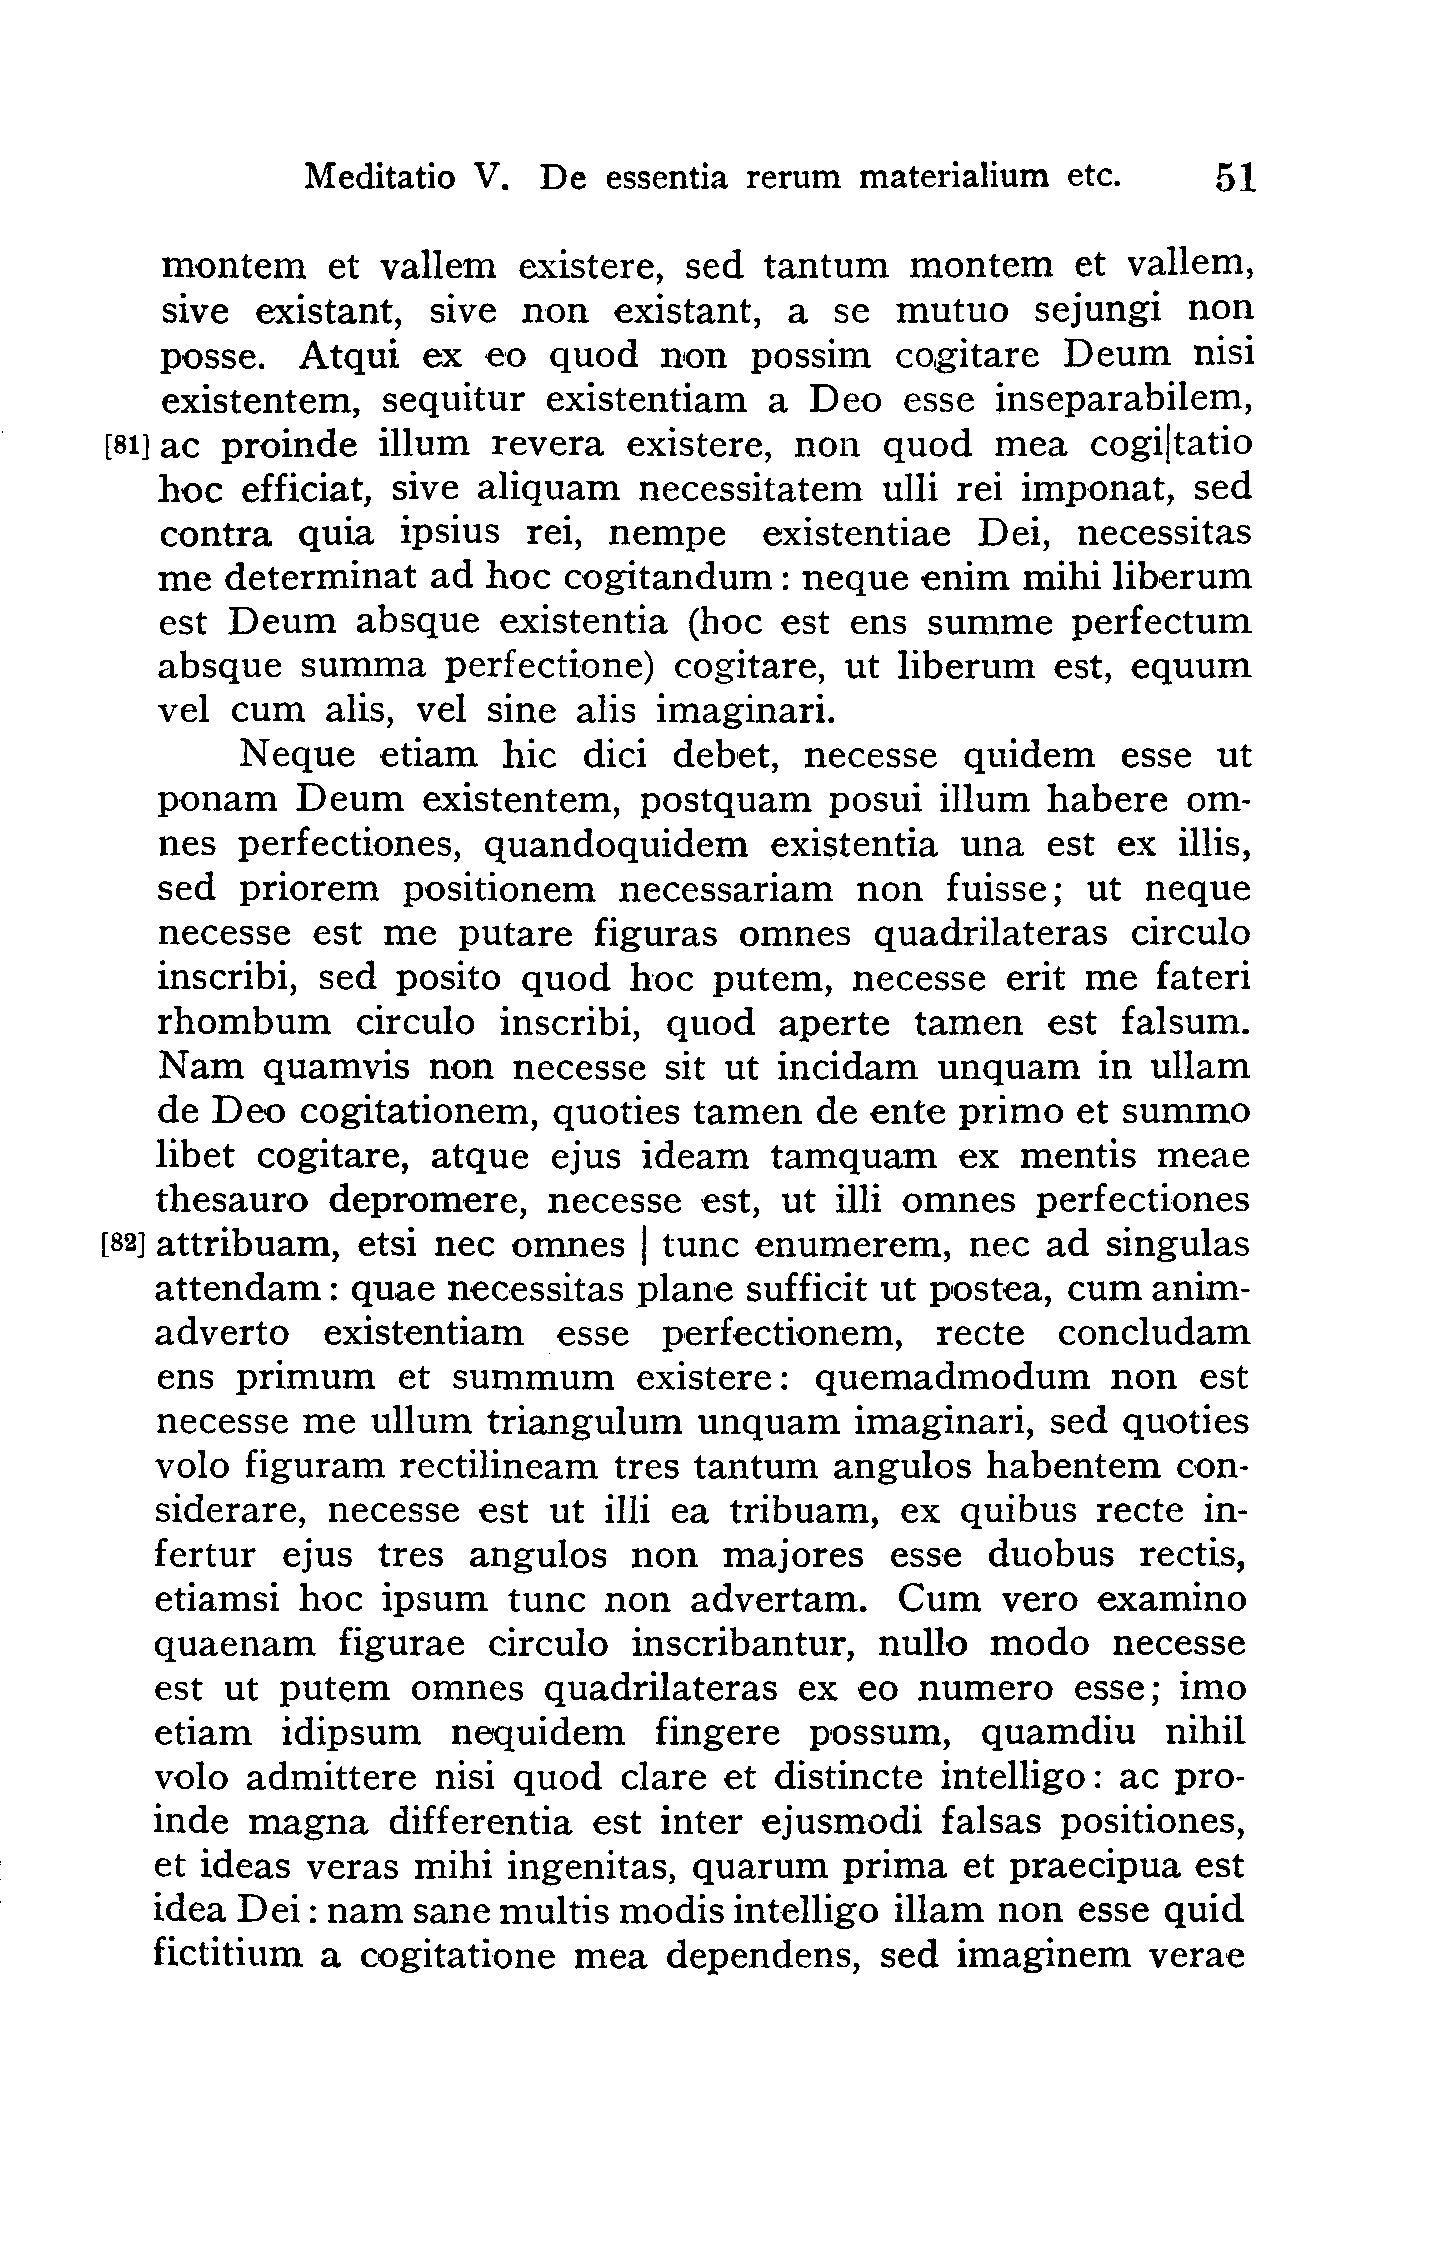 Meditatio V. De essentia rerum materialium etc. 51
montem et vallem existere, sed tantum montem et vallem,
sive existant, sive non existant, a se mutuo sejungi non
posse. Atqui ex eo quod non possim cogitare Deum nisi
existentem, sequitur existentiam a Deo esse inseparabilem,
[81] ac proinde illum revera existere, non quod mea cogi|tatio
hoc efficiat, sive aliquam necessitatem ulli rei imponat, sed
contra quia ipsius rei, nempe existentiae Dei, necessitas
me determinat ad hoc cogitandum: neque enim mihi liberum
est Deum absque existentia (hoc est ens summe perfectum
absque summa perfectione) cogitare, ut liberum est, equum
vel cum alis, vel sine alis imaginari.
Neque etiam hic dici debet, necesse quidem esse ut
ponam Deum existentem, postquam posui illum habere om-
nes perfectiones, quandoquidem existentia una est ex illis,
sed priorem positionem necessariam non fuisse; ut neque
necesse est me putare figuras omnes quadrilateras circulo
inscribi, sed posito quod hoc putem, necesse erit me fateri
rhombum circulo inscribi, quod aperte tamen est falsum.
Nam quamvis non necesse sit ut incidam unquam in ullam
de Deo cogitationem, quoties tamen de ente primo et summo
libet cogitare, atque ejus ideam tamquam ex mentis meae
thesauro depromere, necesse est, ut illi omnes perfectiones
[82] attribuam, etsi nec omnes | tunc enumerem, nec ad singulas
attendam: quae necessitas plane sufficit ut postea, cum anim-
adverto existentiam esse perfectionem, recte concludam
ens primum et summum existere: quemadmodum non est
necesse me ullum triangulum unquam imaginari, sed quoties
volo figuram rectilineam tres tantum angulos habentem con-
siderare, necesse est ut illi ea tribuam, ex quibus recte in-
fertur ejus tres angulos non majores esse duobus rectis,
etiamsi hoc ipsum tunc non advertam. Cum vero examino
quaenam figurae circulo inscribantur, nullo modo necesse
est ut putem omnes quadrilateras ex eo numero esse; imo
etiam idipsum nequidem fingere possum, quamdiu nihil
volo admittere nisi quod clare et distincte intelligo: ac pro-
inde magna differentia est inter ejusmodi falsas positiones,
et ideas veras mihi ingenitas, quarum prima et praecipua est
idea Dei: nam sane multis modis intelligo illam non esse quid
fictitium a cogitatione mea dependens, sed imaginem verae